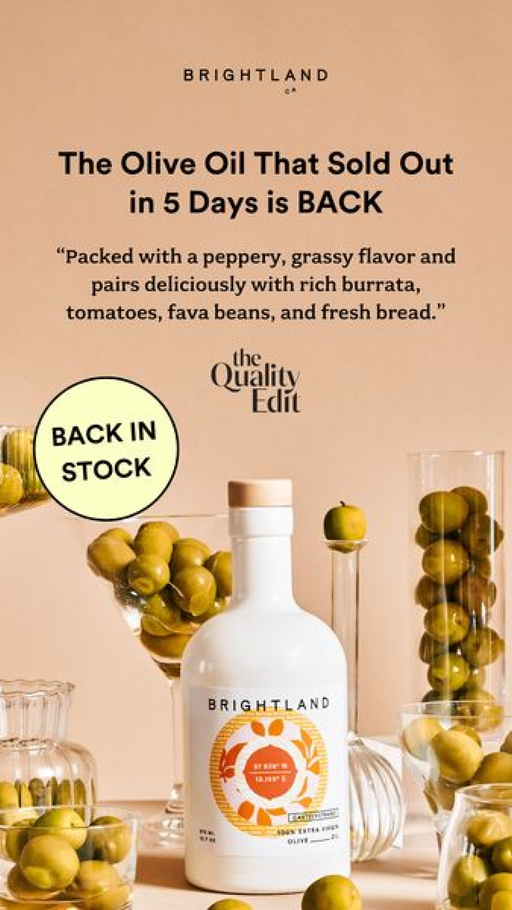 BRIGHTLAND
CA
The Olive Oil That Sold Out
in 5 Days is BACK
“Packed with a peppery, grassy flavor and
pairs deliciously with rich burrata,
tomatoes, fava beans, and fresh bread.”
the
Quality
Edit
BACK IN
STOCK
BRIGHTLAND
100% EXTRA VIRGIN
OLIVE OIL